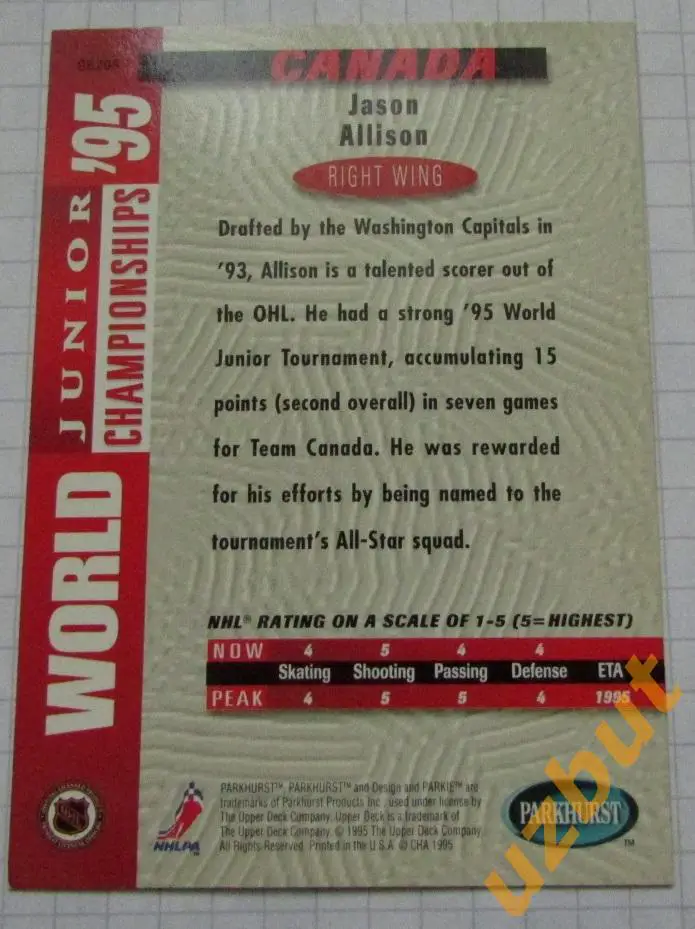 CANADA
Jason
Allison
RIGHT WING
WORLD
JUNIOR
CHAMPIONSHIPS
'95
Drafted by the Washington Capitals in
'93, Allison is a talented scorer out of
the OHL. He had a strong '95 World
Junior Tournament, accumulating 15
points (second overall) in seven games
for Team Canada. He was rewarded
for his efforts by being named to the
tournament's All-Star squad.
NHL® RATING ON A SCALE OF 1-5 (5=HIGHEST)
NOW 4 5 4 4
Skating Shooting Passing Defense ETA
PEAK 4 5 5 4 1995
PARKHURST™, PARKHURST™ and Design and PARKIE™ are
trademarks of Parkhurst Products Inc., used under license by
The Upper Deck Company. Upper Deck is a trademark of
The Upper Deck Company. © 1995 The Upper Deck Company.
All Rights Reserved. Printed in the U.S.A. © CHA 1995
NHL
NHLPA™
PARKHURST™
uzbut